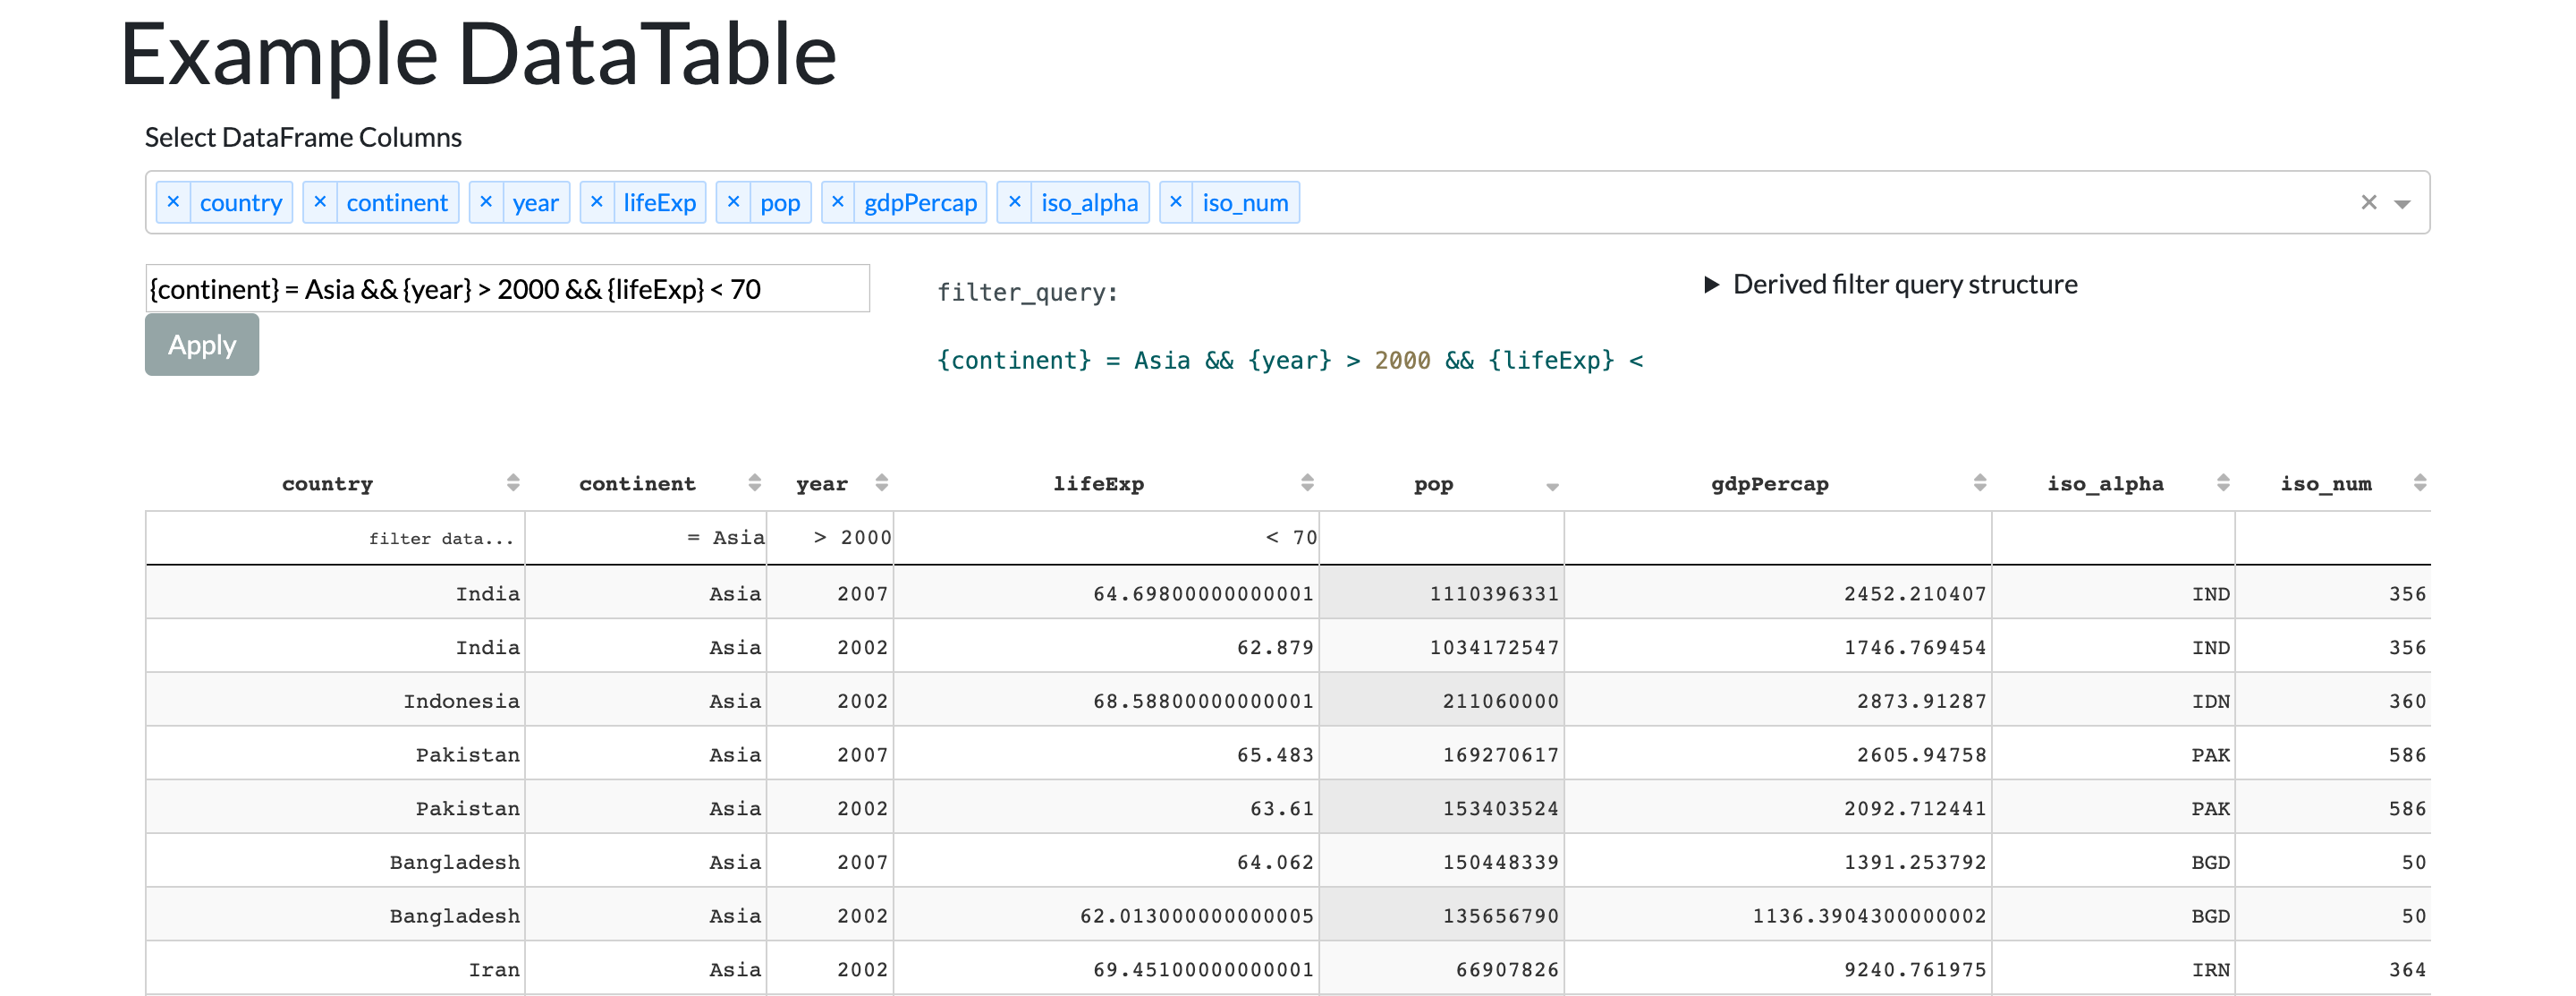 Example DataTable
Select DataFrame Columns
× country × continent × year × lifeExp × pop × gdpPercap × iso_alpha × iso_num ×
{continent} = Asia && {year} > 2000 && {lifeExp} < 70
Apply
filter_query:
{continent} = Asia && {year} > 2000 && {lifeExp} <
Derived filter query structure
country continent year lifeExp pop gdpPercap iso_alpha iso_num
filter data... = Asia > 2000 < 70
India Asia 2007 64.69800000000001 1110396331 2452.210407 IND 356
India Asia 2002 62.879 1034172547 1746.769454 IND 356
Indonesia Asia 2002 68.58800000000001 211060000 2873.91287 IDN 360
Pakistan Asia 2007 65.483 169270617 2605.94758 PAK 586
Pakistan Asia 2002 63.61 153403524 2092.712441 PAK 586
Bangladesh Asia 2007 64.062 150448339 1391.253792 BGD 50
Bangladesh Asia 2002 62.013000000000005 135656790 1136.3904300000002 BGD 50
Iran Asia 2002 69.45100000000001 66907826 9240.761975 IRN 364